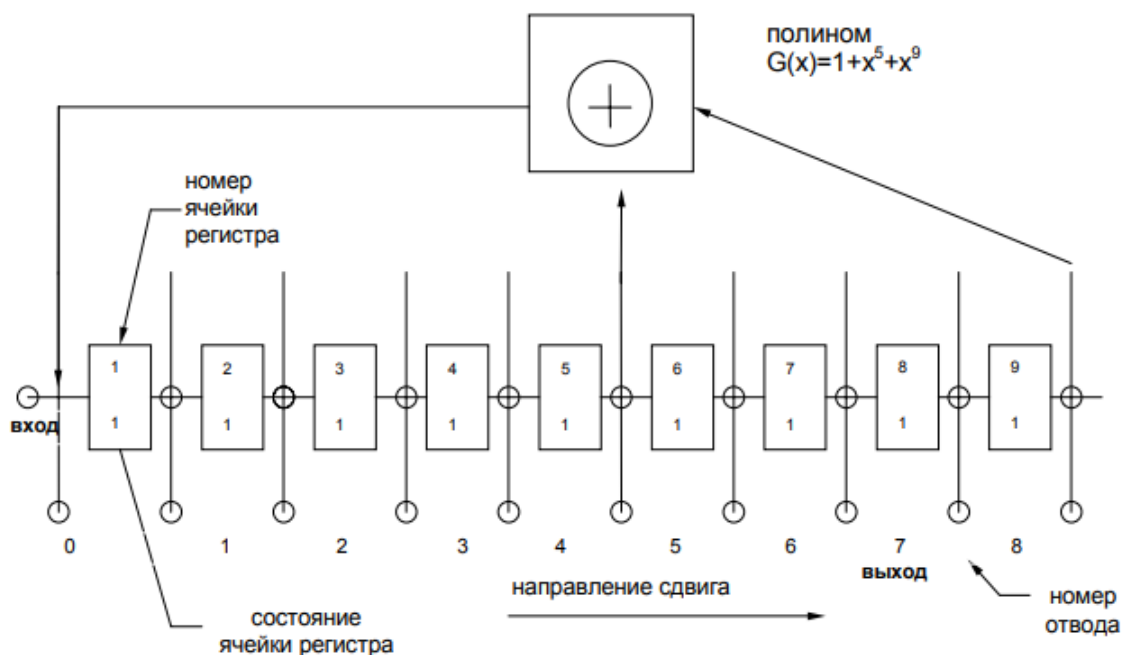 полином
G(x)=1+x⁵+x⁹
номер
ячейки
регистра
1 2 3 4 5 6 7 8 9
вход
1 1 1 1 1 1 1 1 1
0 1 2 3 4 5 6 7 8
выход
направление сдвига
номер
отвода
состояние
ячейки регистра